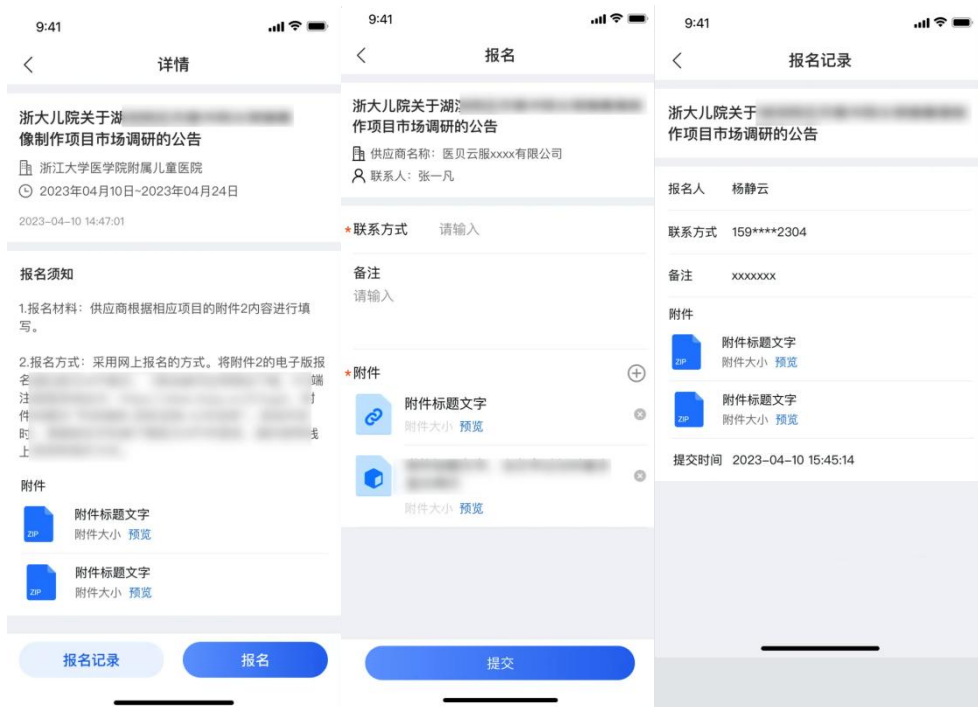 9:41
详情
浙大儿院关于湖
像制作项目市场调研的公告
浙江大学医学院附属儿童医院
2023年04月10日~2023年04月24日
2023-04-10 14:47:01
报名须知
1.报名材料：供应商根据相应项目的附件2内容进行填
写。
2.报名方式：采用网上报名的方式。将附件2的电子版报
名 端
注
件
时
上
附件
ZIP
附件标题文字
附件大小 预览
ZIP
附件标题文字
附件大小 预览
报名记录
报名
9:41
报名
浙大儿院关于湖
作项目市场调研的公告
供应商名称：医贝云服xxxx有限公司
联系人：张一凡
*联系方式 请输入
备注
请输入
*附件
附件标题文字
附件大小 预览
附件大小 预览
提交
9:41
报名记录
浙大儿院关于
作项目市场调研的公告
报名人 杨静云
联系方式 159****2304
备注 xxxxxxx
附件
ZIP
附件标题文字
附件大小 预览
ZIP
附件标题文字
附件大小 预览
提交时间 2023-04-10 15:45:14